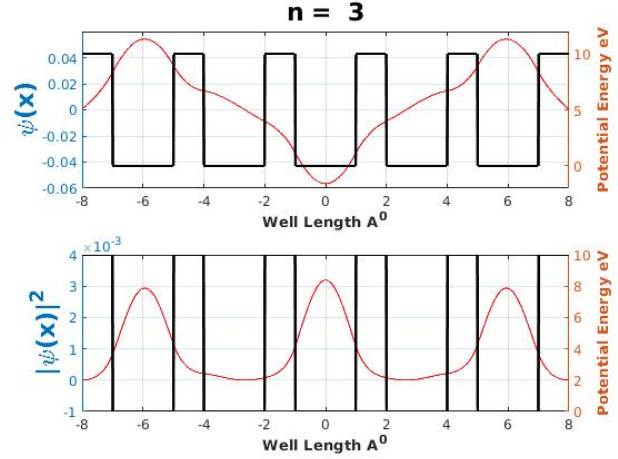 n = 3
ψ(x)
0.04
0.02
0
-0.02
-0.04
-0.06
10
5
0
Potential Energy eV
-8 -6 -4 -2 0 2 4 6 8
Well Length A⁰
×10⁻³
|ψ(x)|²
4
3
2
1
0
-1
10
8
6
4
2
0
Potential Energy eV
-8 -6 -4 -2 0 2 4 6 8
Well Length A⁰